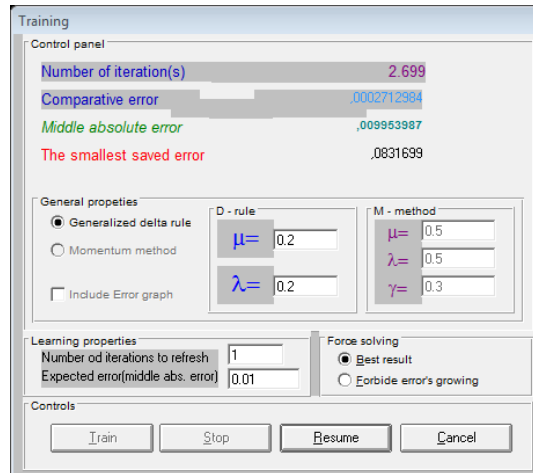 Training
Control panel
Number of iteration(s) 2.699
Comparative error ,0002712984
Middle absolute error ,009953987
The smallest saved error ,0831699
General propeties
Generalized delta rule
Momentum method
Include Error graph
D - rule
μ= 0.2
λ= 0.2
M - method
μ= 0.5
λ= 0.5
γ= 0.3
Learning properties
Number od iterations to refresh 1
Expected error(middle abs. error) 0.01
Force solving
Best result
Forbide error's growing
Controls
Train Stop Resume Cancel